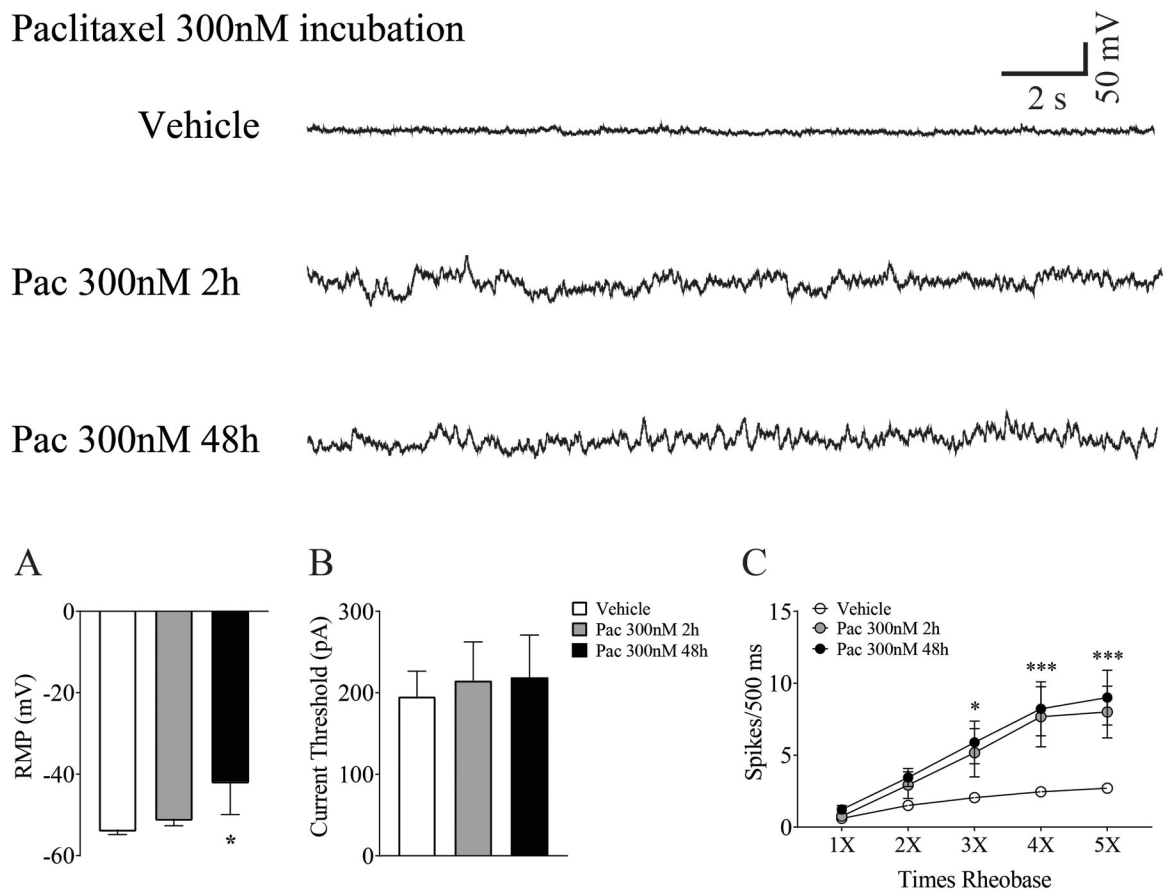 Paclitaxel 300nM incubation
2 s
50 mV
Vehicle
Pac 300nM 2h
Pac 300nM 48h
A
RMP (mV)
0
-20
-40
-60
*
B
Current Threshold (pA)
300
200
100
0
Vehicle
Pac 300nM 2h
Pac 300nM 48h
C
Spikes/500 ms
15
10
5
0
Vehicle
Pac 300nM 2h
Pac 300nM 48h
* *** ***
1X 2X 3X 4X 5X
Times Rheobase